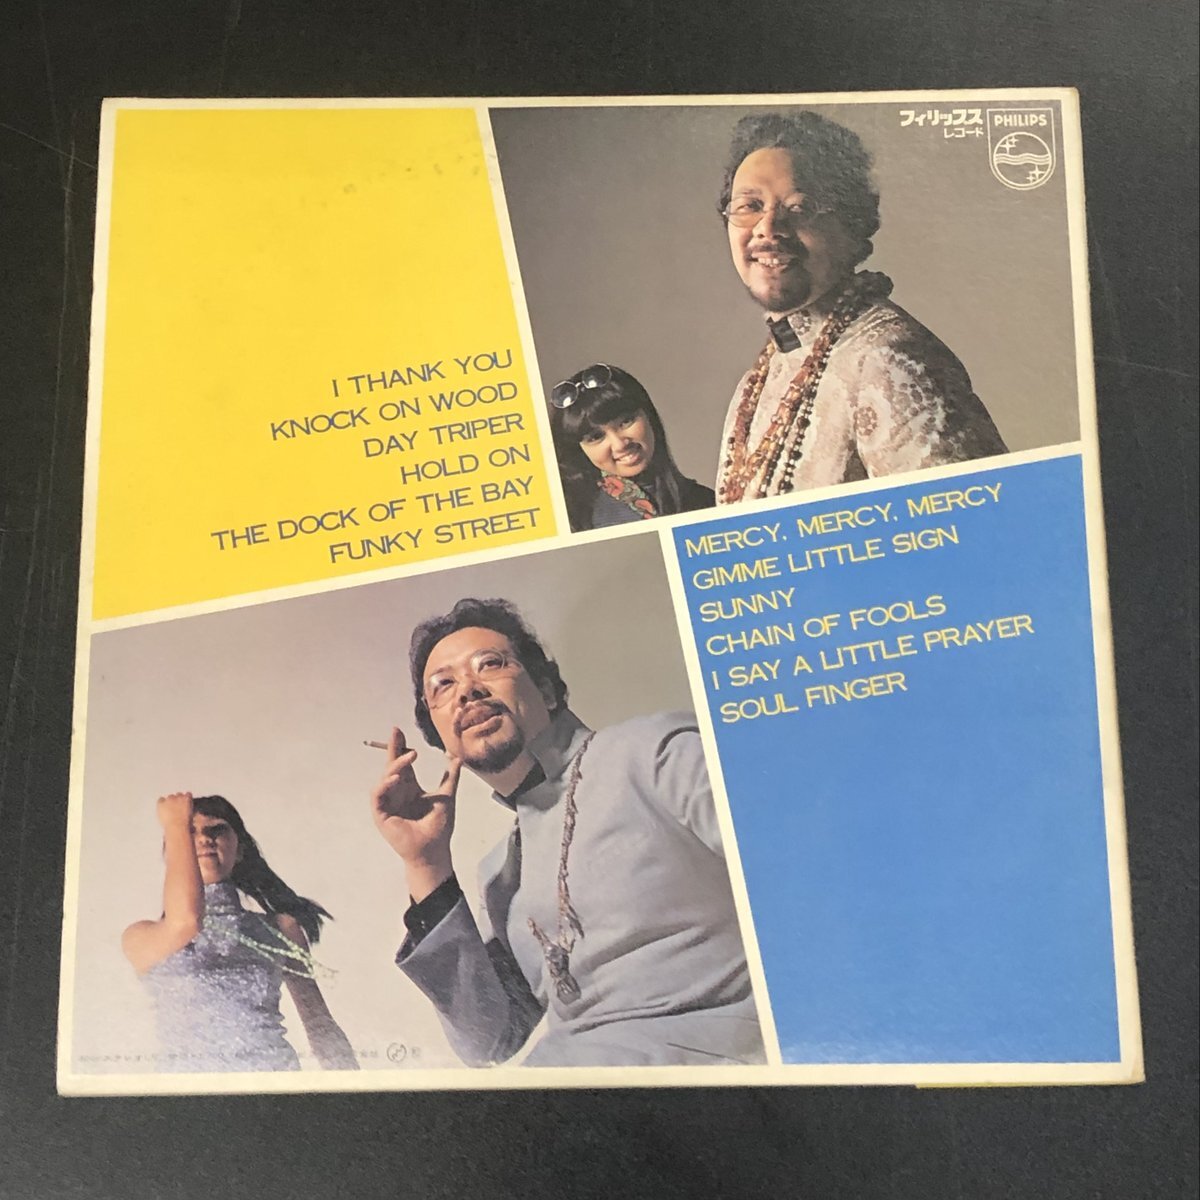 フィリップス
レコード
PHILIPS
I THANK YOU
KNOCK ON WOOD
DAY TRIPER
HOLD ON
THE DOCK OF THE BAY
FUNKY STREET
MERCY, MERCY, MERCY
GIMME LITTLE SIGN
SUNNY
CHAIN OF FOOLS
I SAY A LITTLE PRAYER
SOUL FINGER